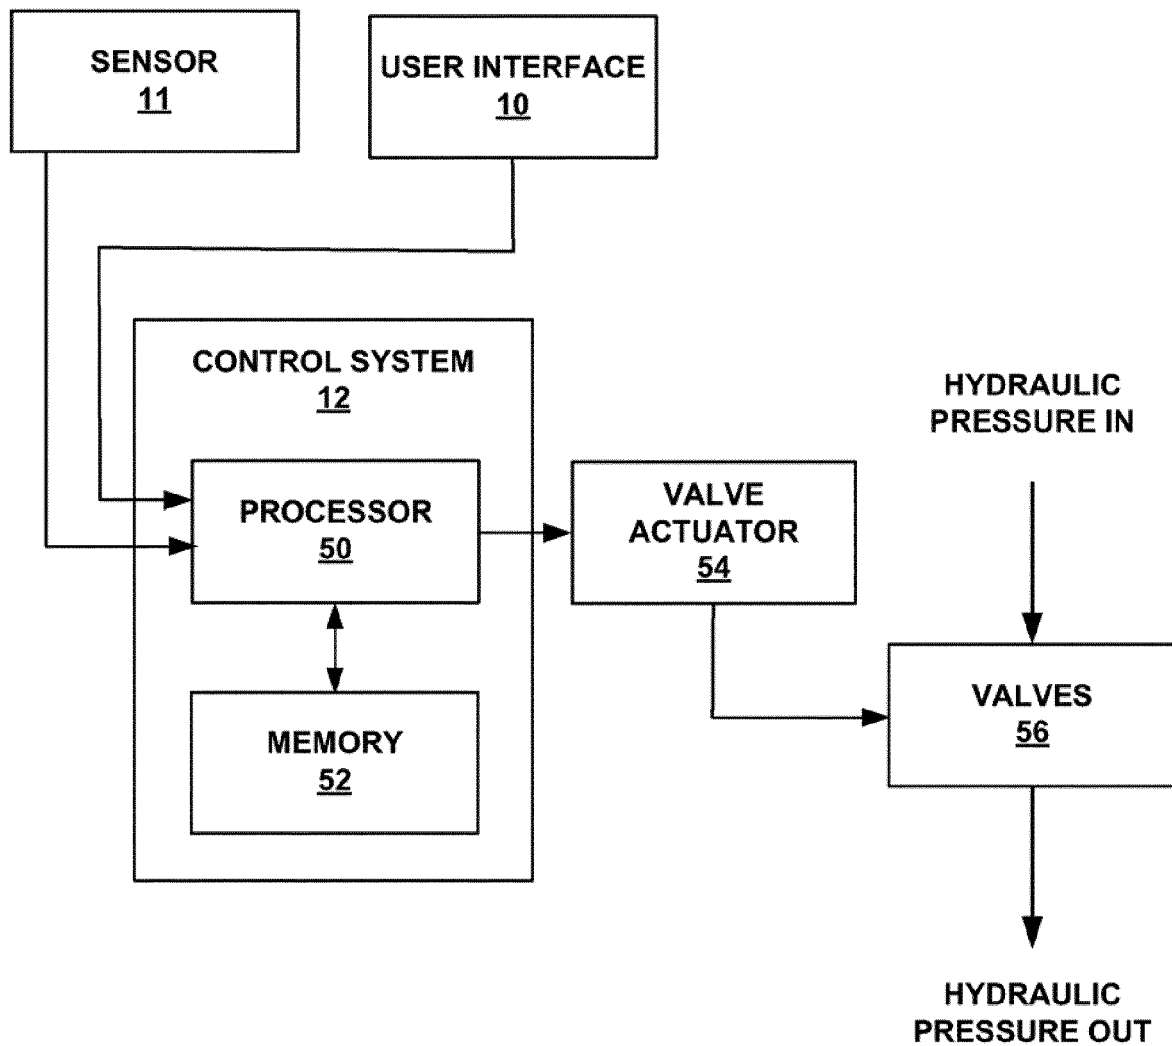 SENSOR
11
USER INTERFACE
10
CONTROL SYSTEM
12
HYDRAULIC
PRESSURE IN
PROCESSOR
50
VALVE
ACTUATOR
54
VALVES
56
MEMORY
52
HYDRAULIC
PRESSURE OUT